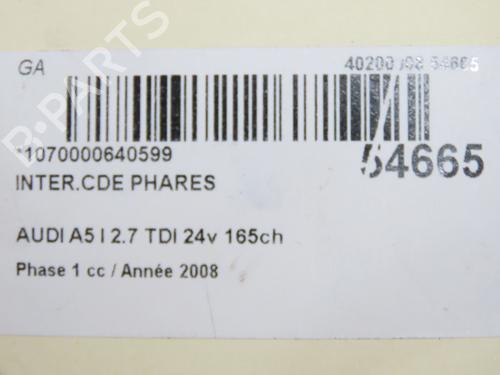 GA
40200 J08 54665
*1070000640599
54665
INTER.CDE PHARES
AUDI A5 I 2.7 TDI 24v 165ch
Phase 1 cc / Année 2008
B-PARTS